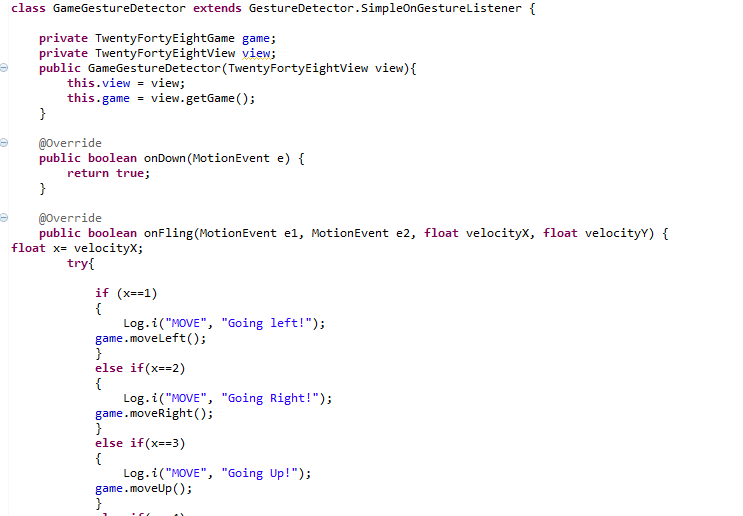 class GameGestureDetector extends GestureDetector.SimpleOnGestureListener {
private TwentyFortyEightGame game;
private TwentyFortyEightView view;
public GameGestureDetector(TwentyFortyEightView view){
this.view = view;
this.game = view.getGame();
}
@Override
public boolean onDown(MotionEvent e) {
return true;
}
@Override
public boolean onFling(MotionEvent e1, MotionEvent e2, float velocityX, float velocityY) {
float x= velocityX;
try{
if (x==1)
{
Log.i("MOVE", "Going left!");
game.moveLeft();
}
else if(x==2)
{
Log.i("MOVE", "Going Right!");
game.moveRight();
}
else if(x==3)
{
Log.i("MOVE", "Going Up!");
game.moveUp();
}